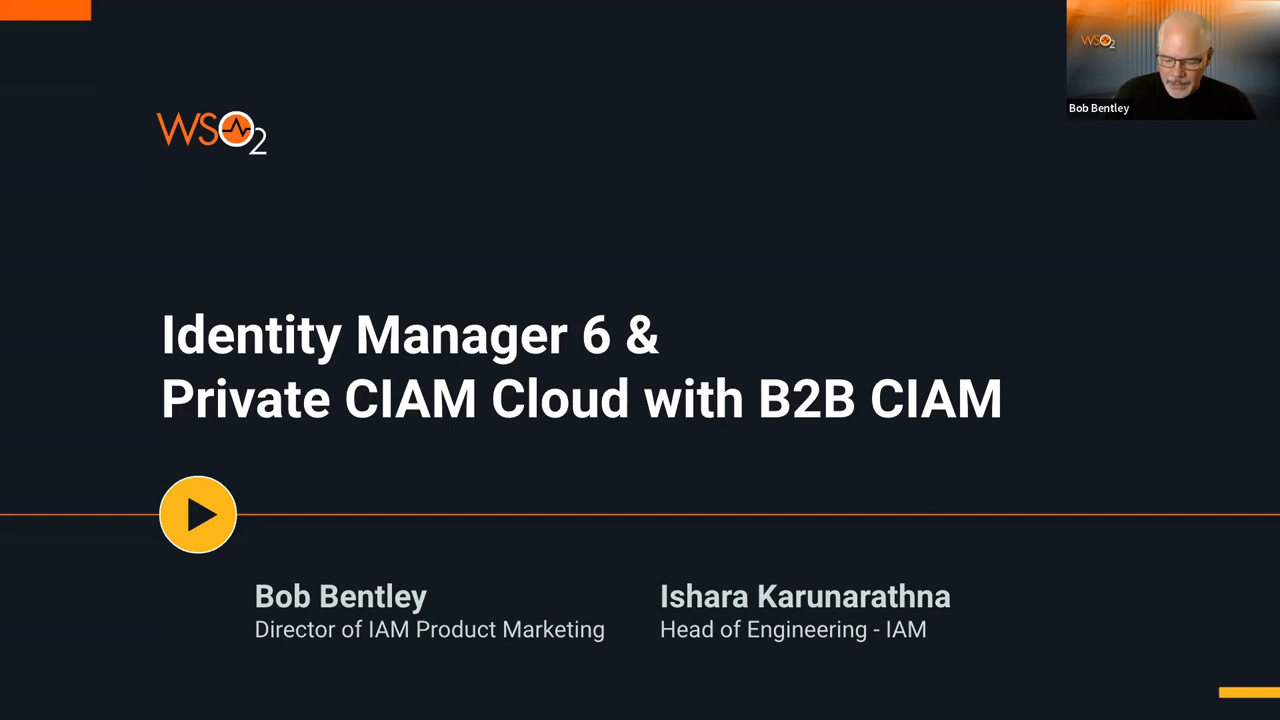 WSO2
WSO2
Bob Bentley
Identity Manager 6 &
Private CIAM Cloud with B2B CIAM
Bob Bentley
Director of IAM Product Marketing
Ishara Karunarathna
Head of Engineering - IAM